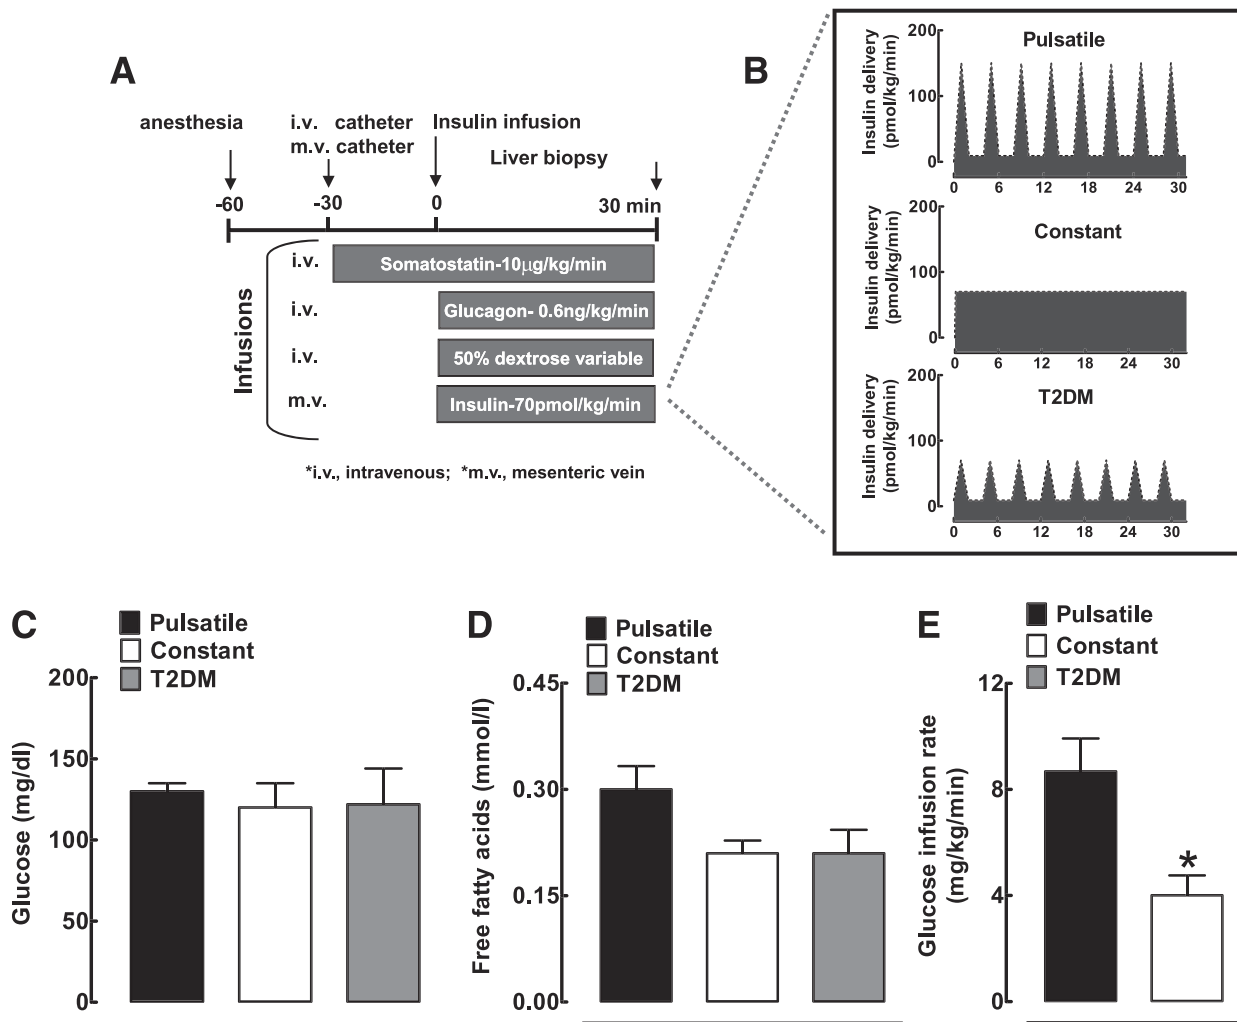 A
anesthesia
i.v. catheter
m.v. catheter
Insulin infusion
Liver biopsy
-60
-30
0
30 min
Infusions
i.v.
Somatostatin-10μg/kg/min
i.v.
Glucagon- 0.6ng/kg/min
i.v.
50% dextrose variable
m.v.
Insulin-70pmol/kg/min
*i.v., intravenous; *m.v., mesenteric vein
B
Pulsatile
Insulin delivery
(pmol/kg/min)
200
100
0
0 6 12 18 24 30
Constant
Insulin delivery
(pmol/kg/min)
200
100
0
0 6 12 18 24 30
T2DM
Insulin delivery
(pmol/kg/min)
200
100
0
0 6 12 18 24 30
C
Pulsatile
Constant
T2DM
Glucose (mg/dl)
200
150
100
50
0
D
Pulsatile
Constant
T2DM
Free fatty acids (mmol/l)
0.45
0.30
0.15
0.00
E
Pulsatile
Constant
T2DM
Glucose infusion rate
(mg/kg/min)
12
8
4
0
*